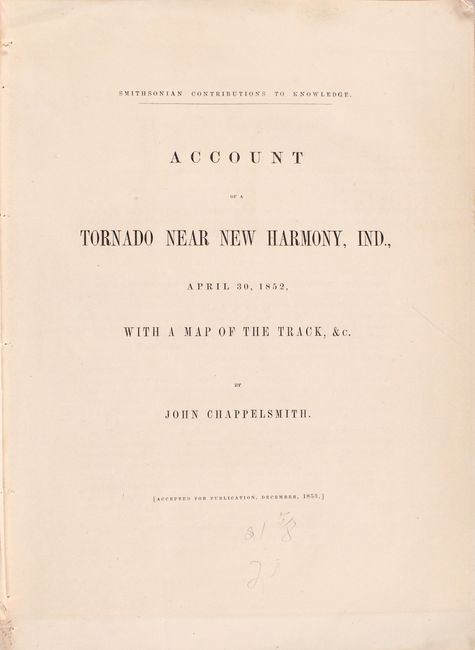 SMITHSONIAN CONTRIBUTIONS TO KNOWLEDGE.
ACCOUNT
OF A
TORNADO NEAR NEW HARMONY, IND.,
APRIL 30, 1852,
WITH A MAP OF THE TRACK, &c.
BY
JOHN CHAPPELSMITH.
[ACCEPTED FOR PUBLICATION, DECEMBER, 1853.]